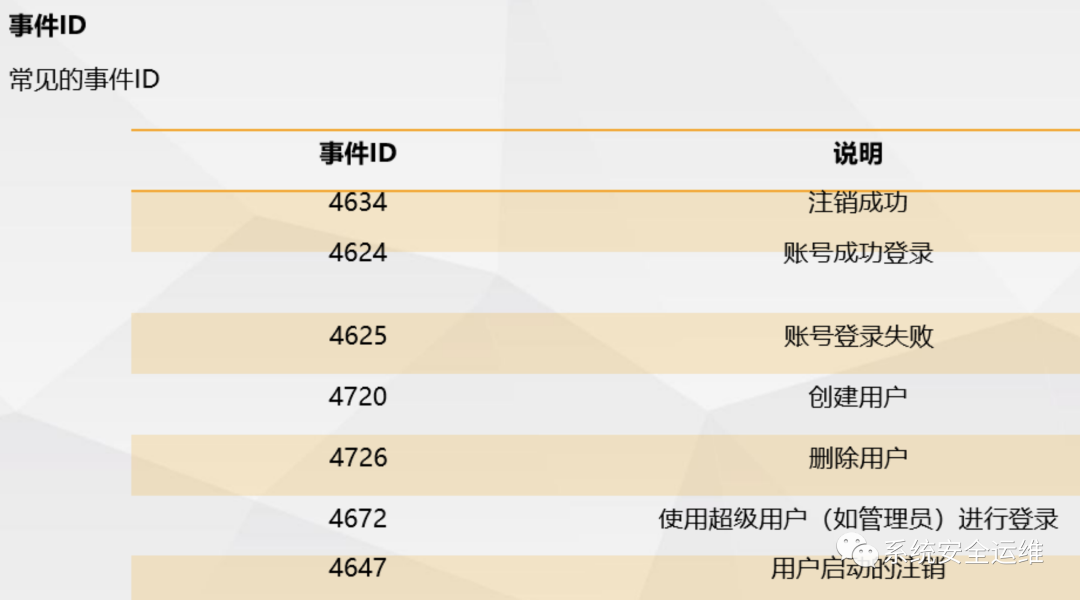 事件ID
常见的事件ID
事件ID 说明
4634 注销成功
4624 账号成功登录
4625 账号登录失败
4720 创建用户
4726 删除用户
4672 使用超级用户（如管理员）进行登录
系统安全运维
4647 用户启动的注销